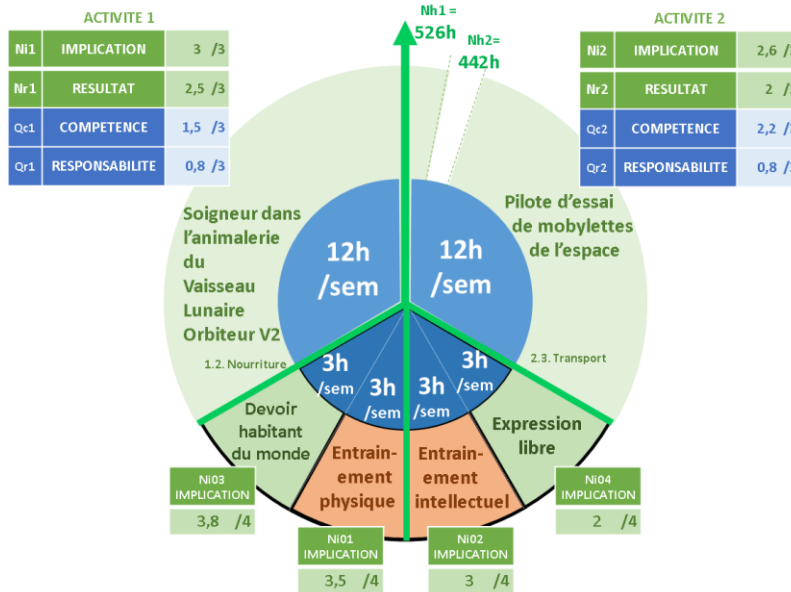 ACTIVITE 1
Ni1 IMPLICATION 3 /3
Nr1 RESULTAT 2,5 /3
Qc1 COMPETENCE 1,5 /3
Qr1 RESPONSABILITE 0,8 /3
Nh1 =
526h
Nh2=
442h
ACTIVITE 2
Ni2 IMPLICATION 2,6 /
Nr2 RESULTAT 2 /
Qc2 COMPETENCE 2,2 /
Qr2 RESPONSABILITE 0,8 /
Soigneur dans
l'animalerie
du
Vaisseau
Lunaire
Orbiteur V2
1.2. Nourriture
12h
/sem
12h
/sem
Pilote d'essai
de mobylettes
de l'espace
2.3. Transport
3h
/sem
3h
/sem
3h
/sem
3h
/sem
Devoir
habitant
du monde
Entrain-
ement
physique
Entrain-
ement
intellectuel
Expression
libre
Ni03
IMPLICATION
3,8 /4
Ni01
IMPLICATION
3,5 /4
Ni02
IMPLICATION
3 /4
Ni04
IMPLICATION
2 /4